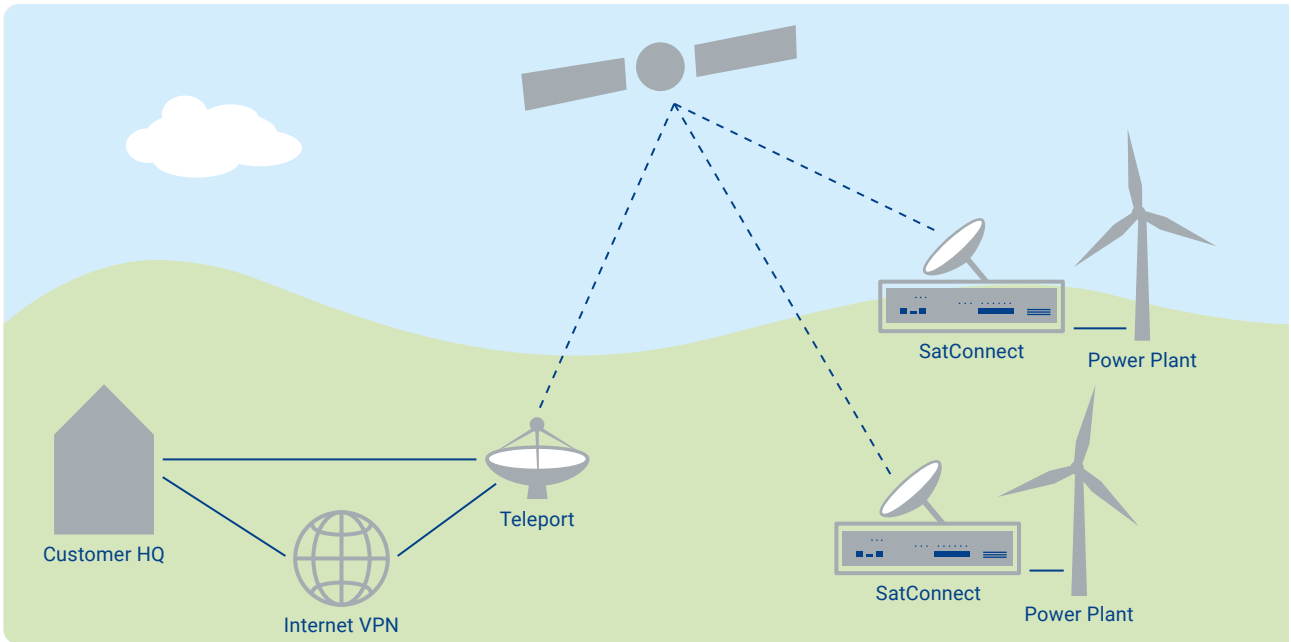 SatConnect
Power Plant
Teleport
Customer HQ
SatConnect
Power Plant
Internet VPN